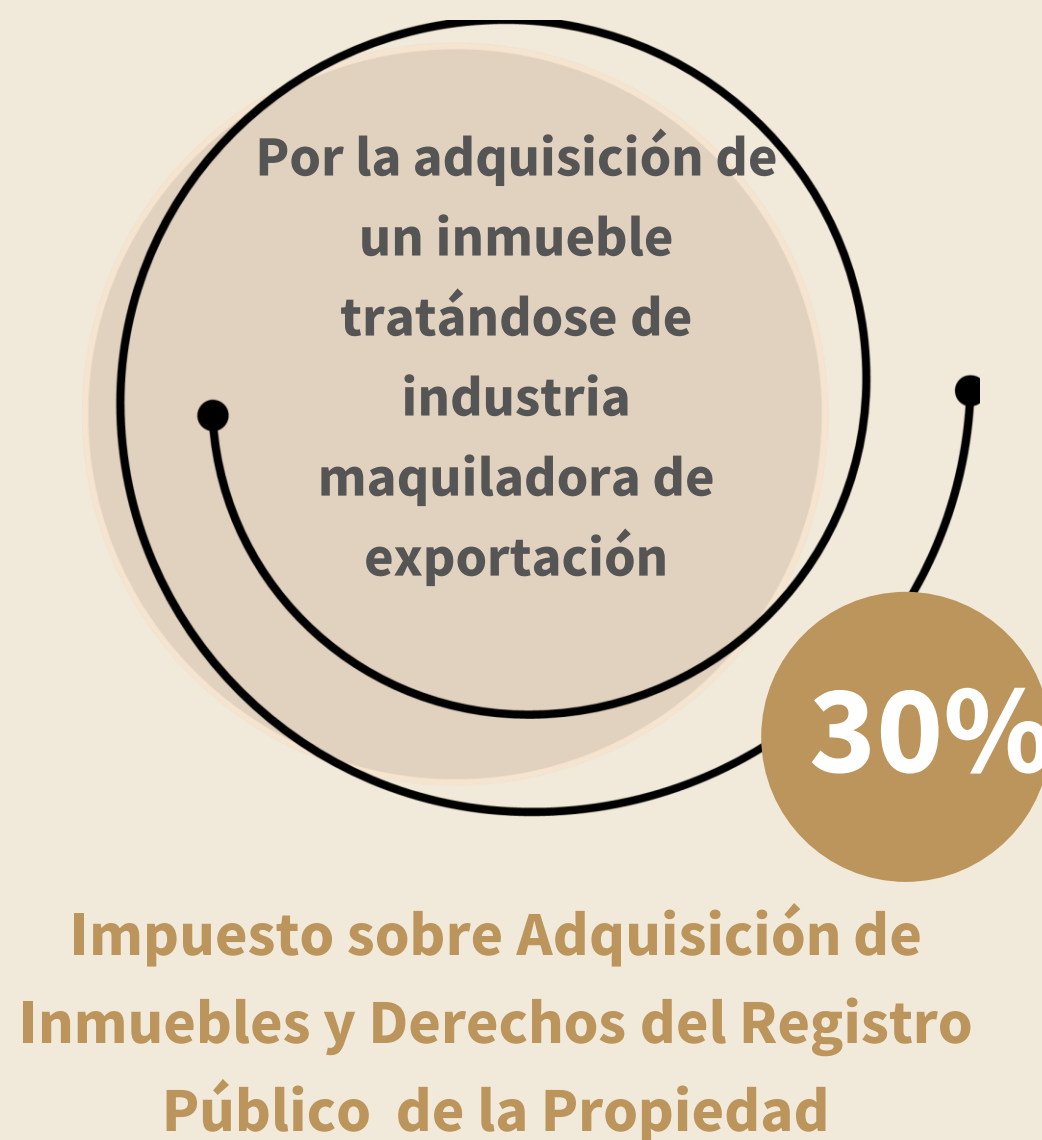 Por la adquisición de
un inmueble
tratándose de
industria
maquiladora de
exportación
30%
Impuesto sobre Adquisición de
Inmuebles y Derechos del Registro
Público de la Propiedad